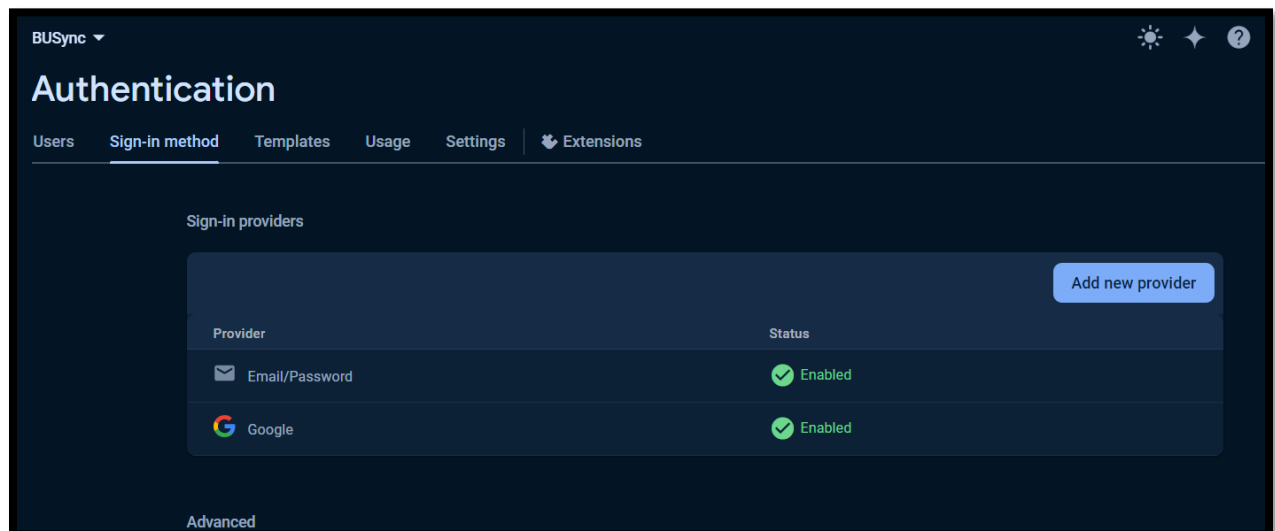 BUSync
Authentication
Users Sign-in method Templates Usage Settings Extensions
Sign-in providers
Add new provider
Provider Status
Email/Password Enabled
Google Enabled
Advanced